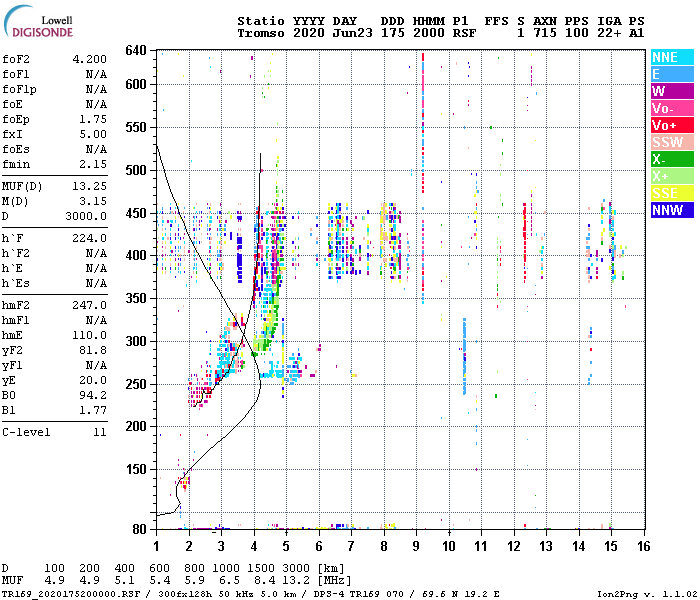 Lowell
DIGISONDE
Statio YYYY DAY DDD HHMM P1 FFS S AXN PPS IGA PS
Tromso 2020 Jun23 175 2000 RSF 1 715 100 22+ A1
foF2 4.200
foF1 N/A
foF1p N/A
foE N/A
foEp 1.75
fxI 5.00
foEs N/A
fmin 2.15
MUF(D) 13.25
M(D) 3.15
D 3000.0
h`F 224.0
h`F2 N/A
h`E N/A
h`Es N/A
hmF2 247.0
hmF1 N/A
hmE 110.0
yF2 81.8
yF1 N/A
yE 20.0
B0 94.2
B1 1.77
C-level 11
640
600
550
500
450
400
350
300
250
200
150
80
1 2 3 4 5 6 7 8 9 10 11 12 13 14 15 16
NNE
E
W
Vo-
Vo+
SSW
X-
X+
SSE
NNW
D 100 200 400 600 800 1000 1500 3000 [km]
MUF 4.9 4.9 5.1 5.4 5.9 6.5 8.4 13.2 [MHz]
TR169_2020175200000.RSF / 300fx128h 50 kHz 5.0 km / DPS-4 TR169 070 / 69.6 N 19.2 E
Ion2Png v. 1.1.02